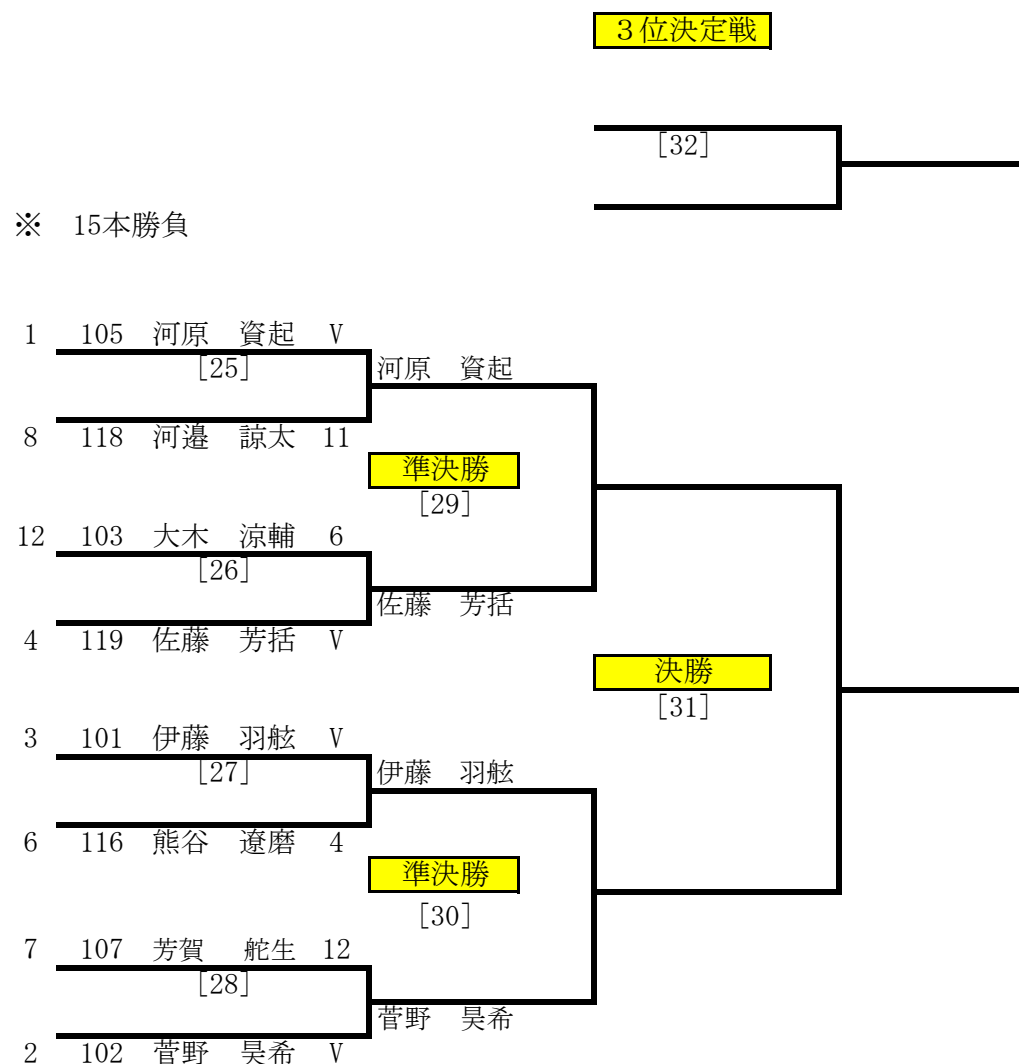 ３位決定戦
[32]
※　15本勝負
1　105　河原　資起　V
[25]　河原　資起
8　118　河邉　諒太　11
準決勝
[29]
12　103　大木　涼輔　6
[26]
佐藤　芳括
4　119　佐藤　芳括　V
決勝
[31]
3　101　伊藤　羽舷　V
[27]　伊藤　羽舷
6　116　熊谷　遼磨　4
準決勝
[30]
7　107　芳賀　舵生　12
[28]
菅野　昊希
2　102　菅野　昊希　V